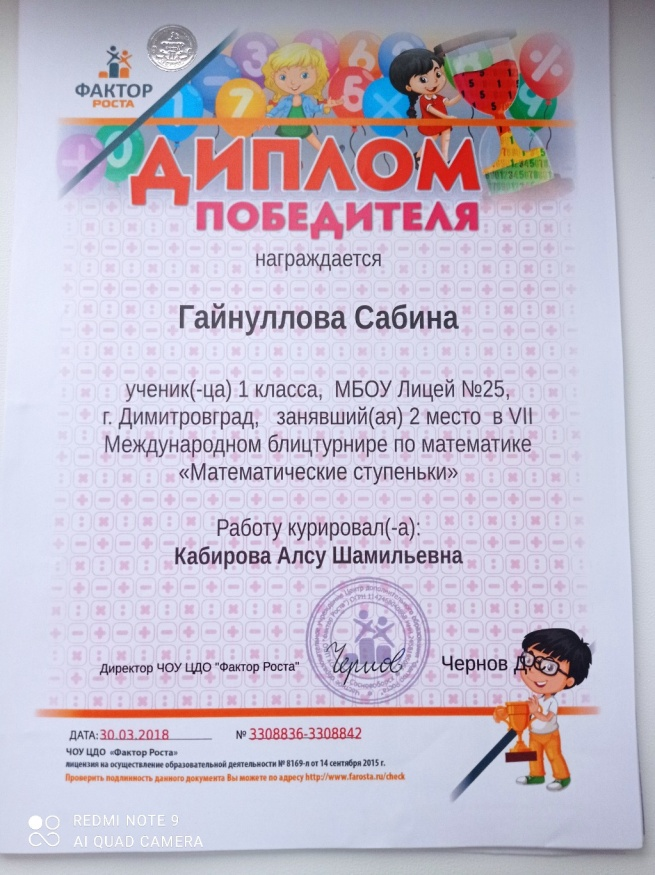 ФАКТОР
РОСТА
ДИПЛОМ
ПОБЕДИТЕЛЯ
награждается
Гайнуллова Сабина
ученик(-ца) 1 класса, МБОУ Лицей №25,
г. Димитровград, занявший(ая) 2 место в VII
Международном блицтурнире по математике
«Математические ступеньки»
Работу курировал(-а):
Кабирова Алсу Шамильевна
Директор ЧОУ ЦДО "Фактор Роста" Чернов Чернов Д.С.
ДАТА: 30.03.2018 № 3308836-3308842
ЧОУ ЦДО «Фактор Роста»
лицензия на осуществление образовательной деятельности № 8169-л от 14 сентября 2015 г.
Проверить подлинность данного документа Вы можете по адресу http://www.farosta.ru/check
REDMI NOTE 9
AI QUAD CAMERA